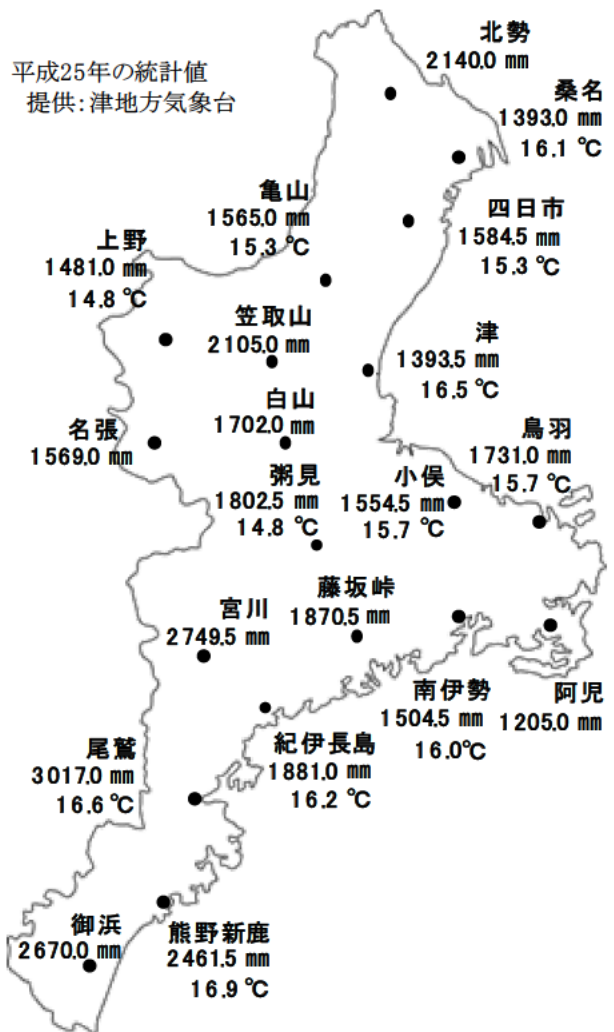 北勢
2140.0 ㎜
平成25年の統計値
提供:津地方気象台
桑名
1393.0 ㎜
16.1 ℃
亀山
1565.0 ㎜
15.3 ℃
四日市
1584.5 ㎜
15.3 ℃
上野
1481.0 ㎜
14.8 ℃
笠取山
2105.0 ㎜
津
1393.5 ㎜
16.5 ℃
白山
1702.0 ㎜
名張
1569.0 ㎜
鳥羽
1731.0 ㎜
15.7 ℃
粥見
1802.5 ㎜
14.8 ℃
小俣
1554.5 ㎜
15.7 ℃
藤坂峠
1870.5 ㎜
宮川
2749.5 ㎜
南伊勢
1504.5 ㎜
16.0℃
阿児
1205.0 ㎜
紀伊長島
1881.0 ㎜
16.2 ℃
尾鷲
3017.0 ㎜
16.6 ℃
御浜
2670.0 ㎜
熊野新鹿
2461.5 ㎜
16.9 ℃